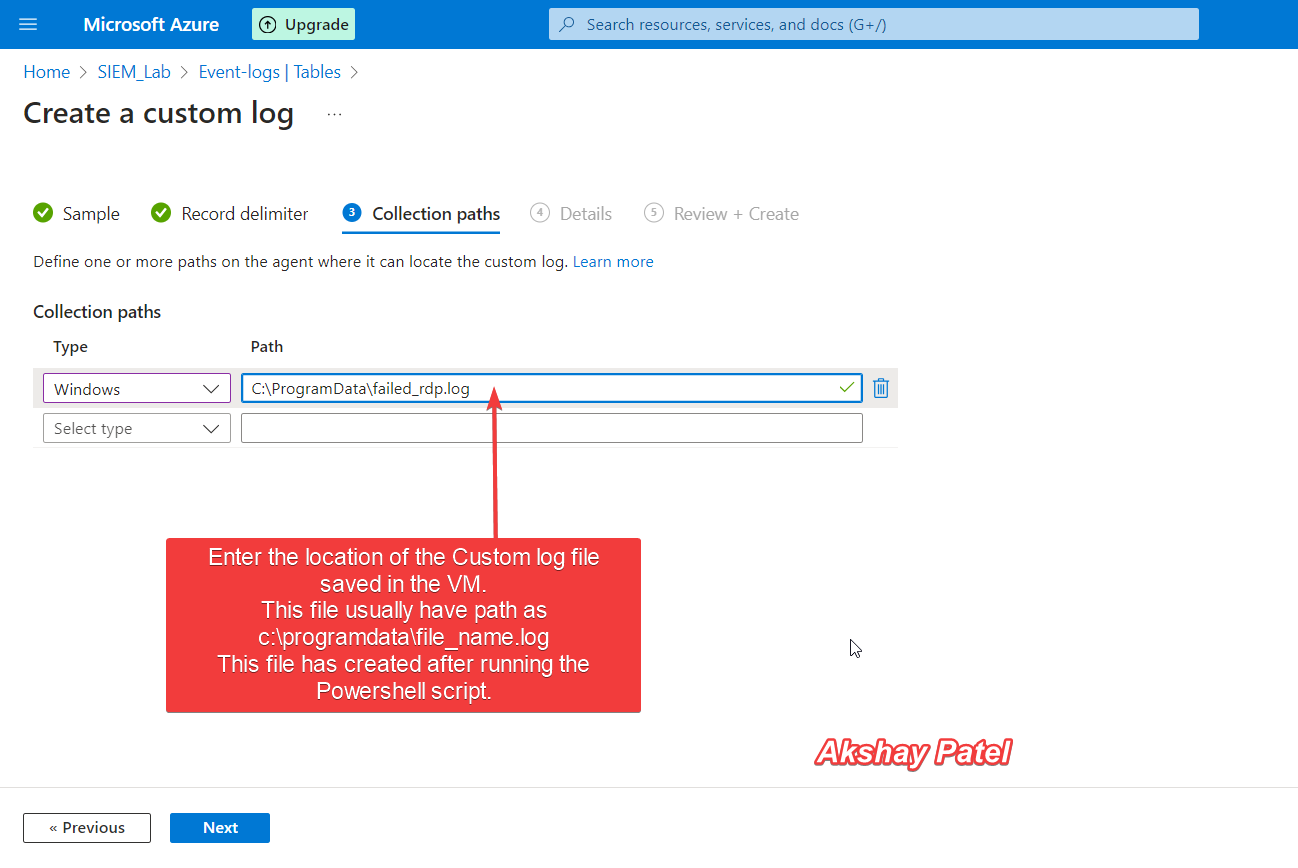 Microsoft Azure
Upgrade
Search resources, services, and docs (G+/)
Home > SIEM_Lab > Event-logs | Tables >
Create a custom log ...
Sample
Record delimiter
3 Collection paths
4 Details
5 Review + Create
Define one or more paths on the agent where it can locate the custom log. Learn more
Collection paths
Type Path
Windows C:\ProgramData\failed_rdp.log
Select type
Enter the location of the Custom log file
saved in the VM.
This file usually have path as
c:\programdata\file_name.log
This file has created after running the
Powershell script.
Akshay Patel
« Previous
Next